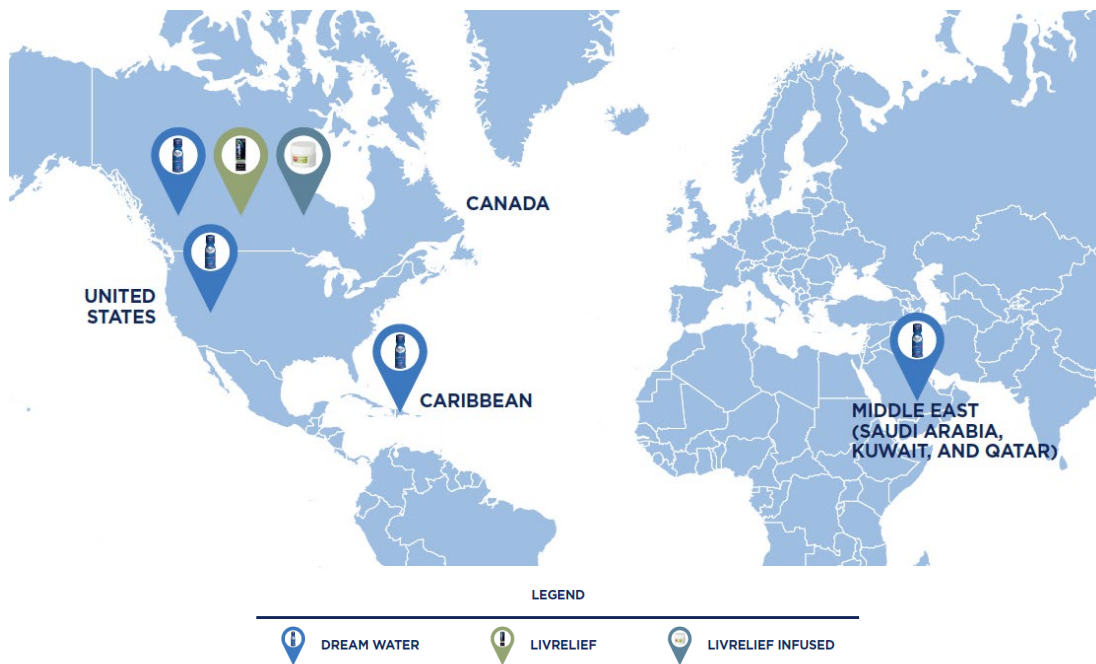 CANADA
UNITED
STATES
CARIBBEAN
MIDDLE EAST
(SAUDI ARABIA,
KUWAIT, AND QATAR)
LEGEND
DREAM WATER
LIVRELIEF
LIVRELIEF INFUSED